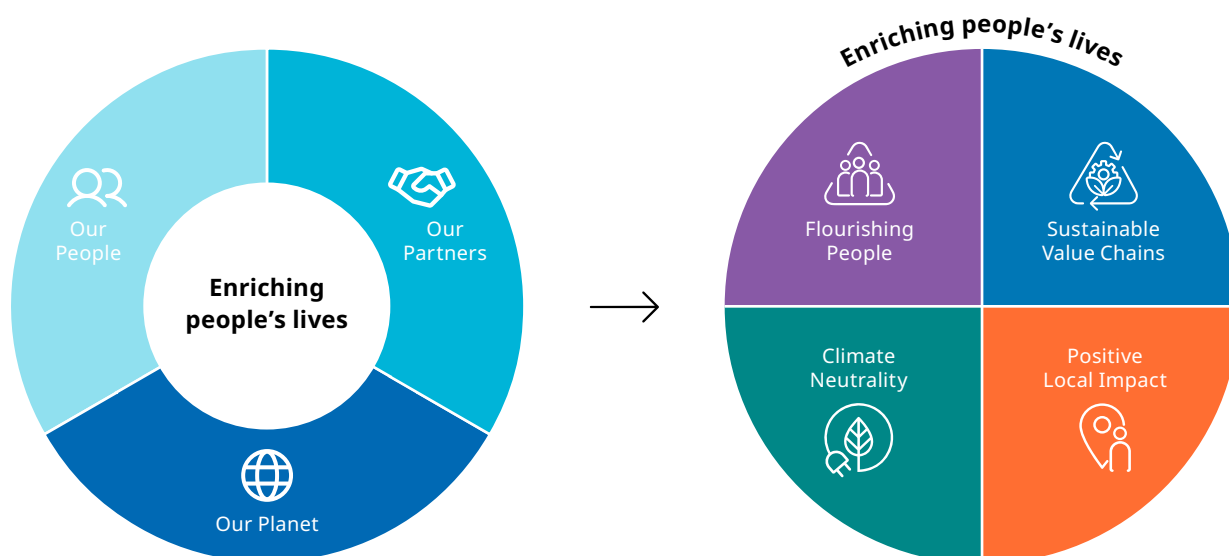 Our
People
Our
Partners
Enriching
people’s lives
Our Planet
Enriching people’s lives
Flourishing
People
Sustainable
Value Chains
Climate
Neutrality
Positive
Local Impact